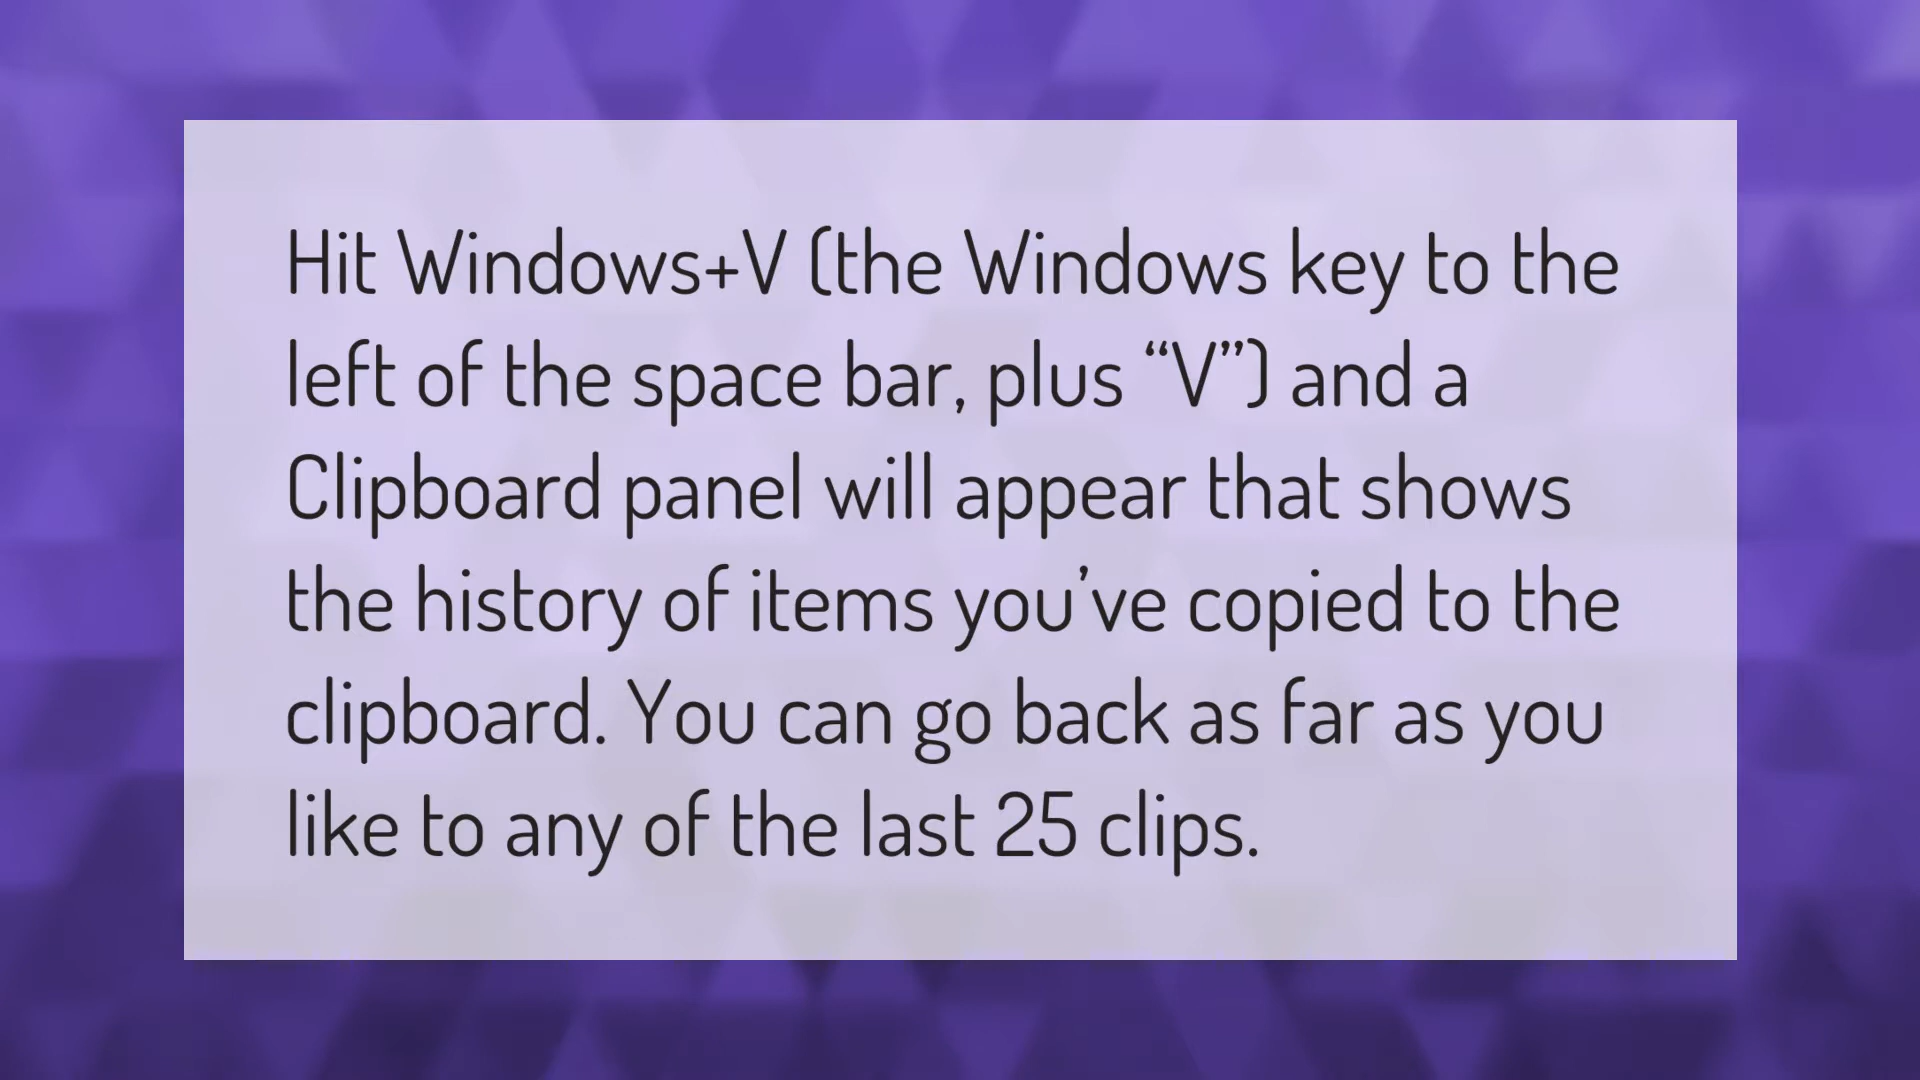 Hit Windows+V (the Windows key to the
left of the space bar, plus “V”) and a
Clipboard panel will appear that shows
the history of items you’ve copied to the
clipboard. You can go back as far as you
like to any of the last 25 clips.